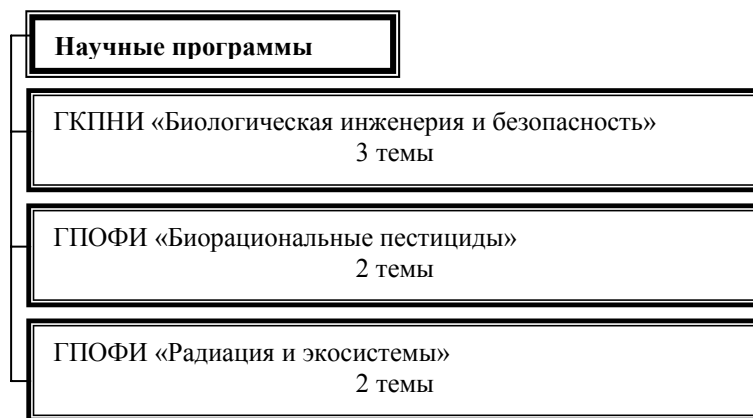 Научные программы
ГКПНИ «Биологическая инженерия и безопасность»
3 темы
ГПОФИ «Биорациональные пестициды»
2 темы
ГПОФИ «Радиация и экосистемы»
2 темы